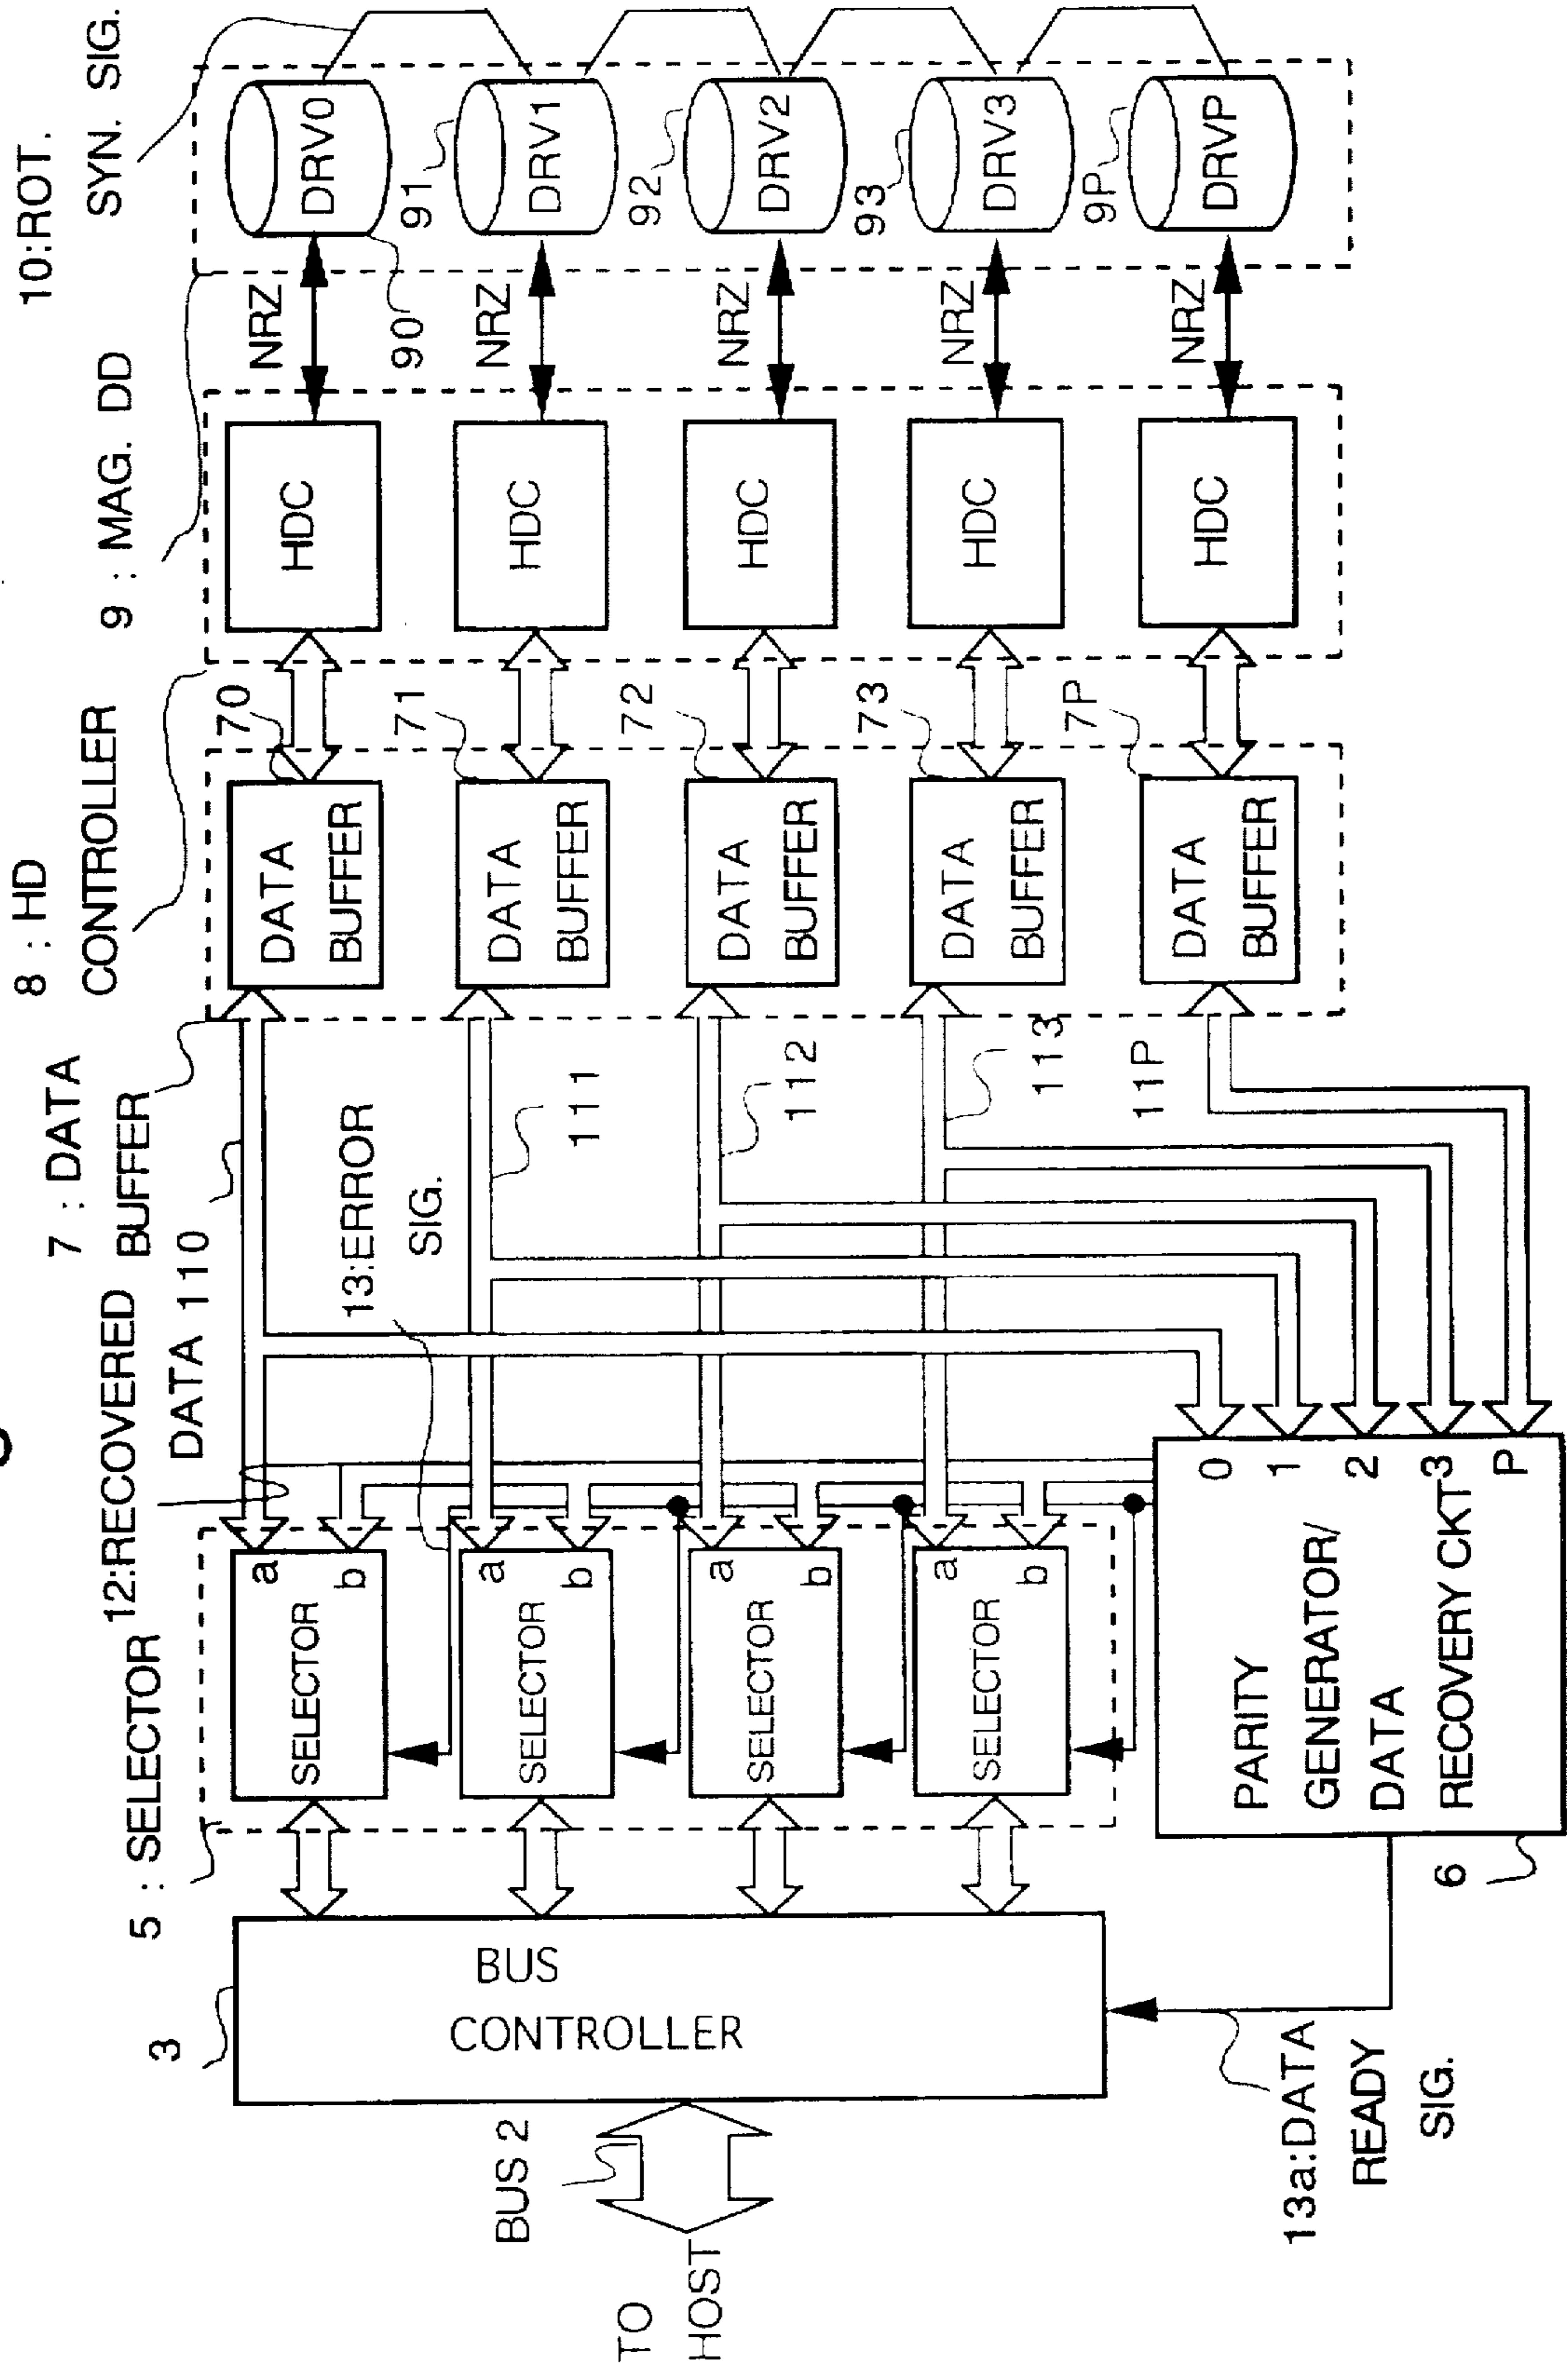 10:ROT.
SYN. SIG.
9 : MAG. DD
8 : HD
CONTROLLER
7 : DATA
BUFFER
12:RECOVERED
DATA 110
5 : SELECTOR
3
BUS 2
TO
HOST
BUS
CONTROLLER
13a:DATA
READY
SIG.
6
PARITY
GENERATOR/
DATA
RECOVERY CKT
0
1
2
3
P
SELECTOR
a
b
SELECTOR
a
b
SELECTOR
a
b
SELECTOR
a
b
13:ERROR
SIG.
111
112
113
11P
DATA
BUFFER
70
DATA
BUFFER
71
DATA
BUFFER
72
DATA
BUFFER
73
DATA
BUFFER
7P
HDC
HDC
HDC
HDC
HDC
NRZ
NRZ
NRZ
NRZ
NRZ
90
91
92
93
9P
DRV0
DRV1
DRV2
DRV3
DRVP